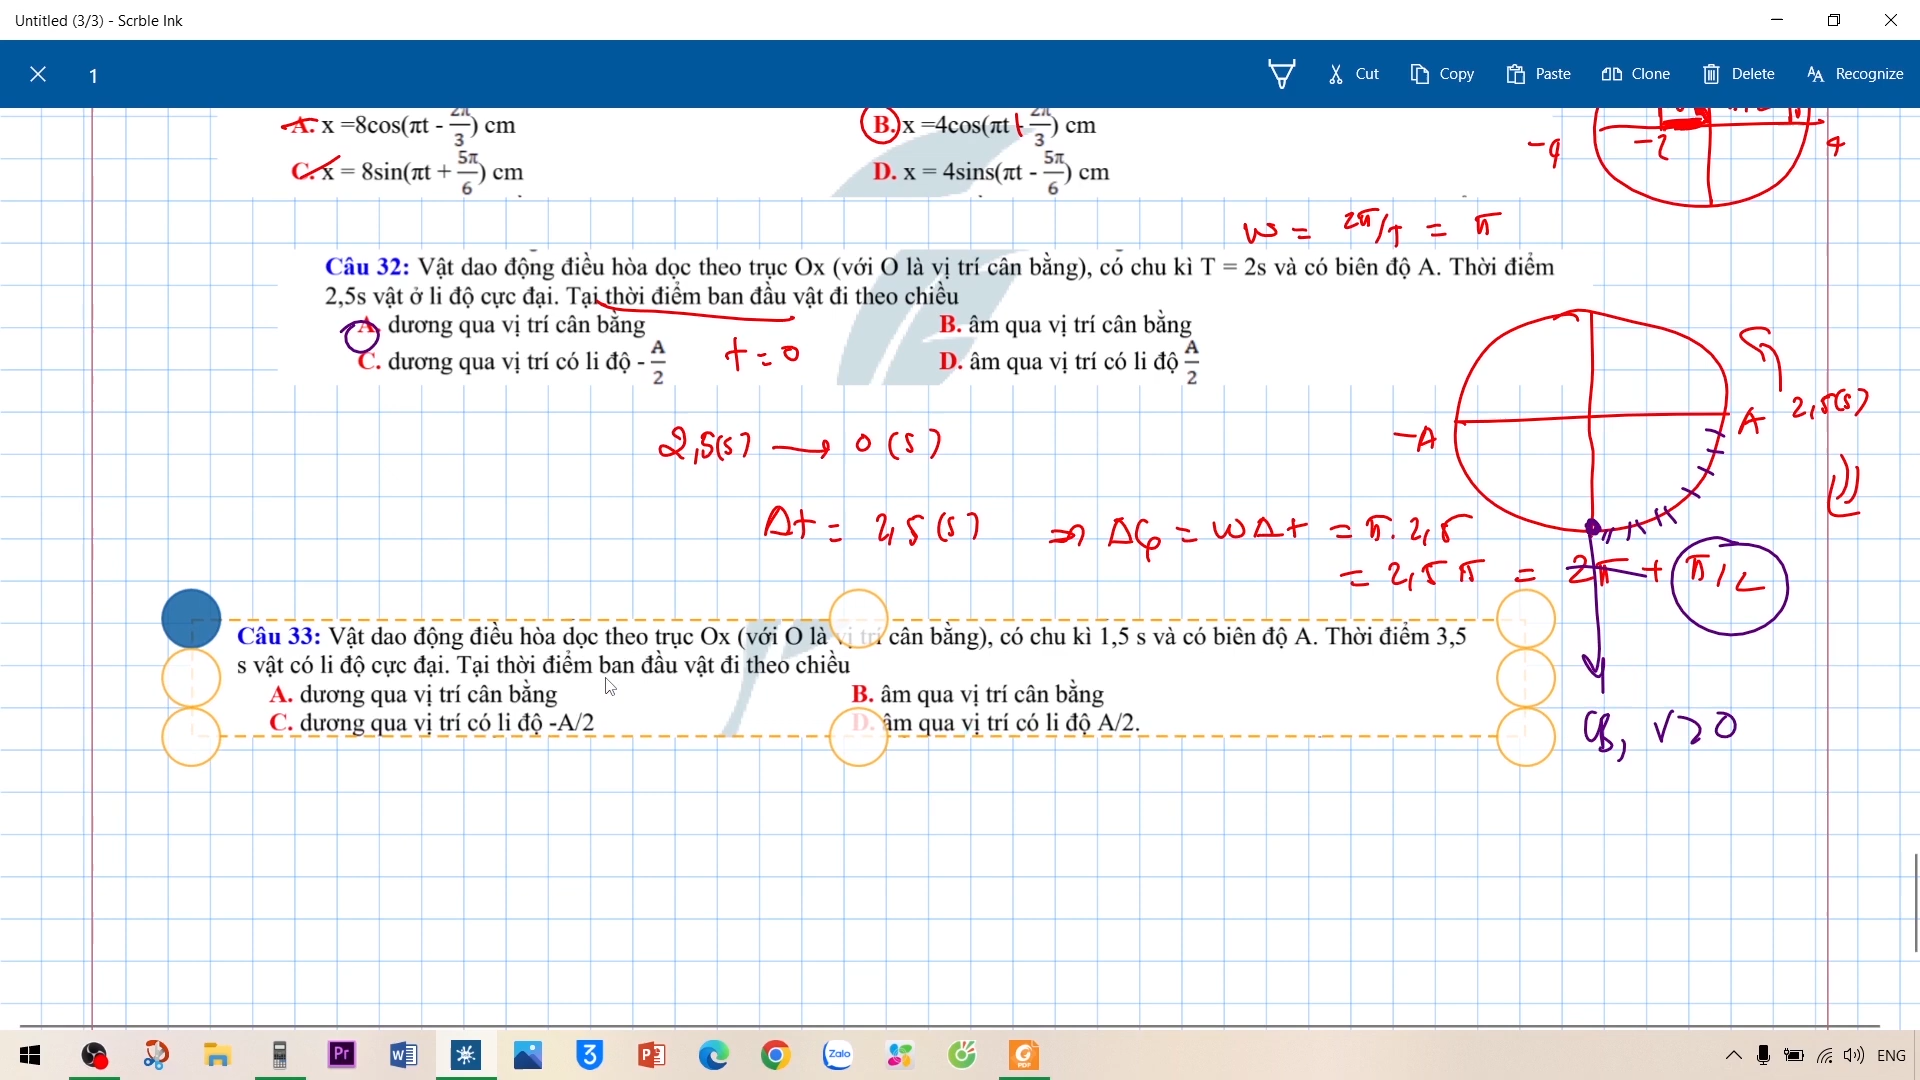 Untitled (3/3) - Scrble Ink
1
Cut
Copy
Paste
Clone
Delete
Recognize
A. x =8cos(πt - 2π/3) cm
B. x =4cos(πt - 2π/3) cm
-4
-2
4
C. x = 8sin(πt + 5π/6) cm
D. x = 4sins(πt - 5π/6) cm
w = 2π/T = π
Câu 32: Vật dao động điều hòa dọc theo trục Ox (với O là vị trí cân bằng), có chu kì T = 2s và có biên độ A. Thời điểm
2,5s vật ở li độ cực đại. Tại thời điểm ban đầu vật đi theo chiều
A. dương qua vị trí cân bằng
B. âm qua vị trí cân bằng
C. dương qua vị trí có li độ - A/2
t = 0
D. âm qua vị trí có li độ A/2
-A
A
2,5(s)
2,5(s) → 0 (s)
Δt = 2,5 (s) ⇒ Δφ = wΔt = π. 2,5
= 2,5 π = 2π + π/2
Câu 33: Vật dao động điều hòa dọc theo trục Ox (với O là vị trí cân bằng), có chu kì 1,5 s và có biên độ A. Thời điểm 3,5
s vật có li độ cực đại. Tại thời điểm ban đầu vật đi theo chiều
A. dương qua vị trí cân bằng
B. âm qua vị trí cân bằng
C. dương qua vị trí có li độ -A/2
D. âm qua vị trí có li độ A/2.
v > 0
Pr
Zalo
PDF
ENG